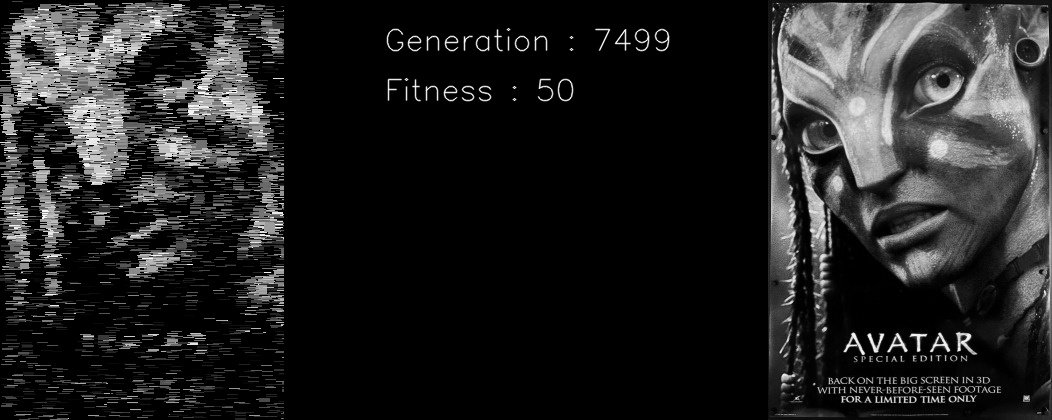 Generation : 7499
Fitness : 50
AVATAR
SPECIAL EDITION
BACK ON THE BIG SCREEN IN 3D
WITH NEVER-BEFORE-SEEN FOOTAGE
FOR A LIMITED TIME ONLY